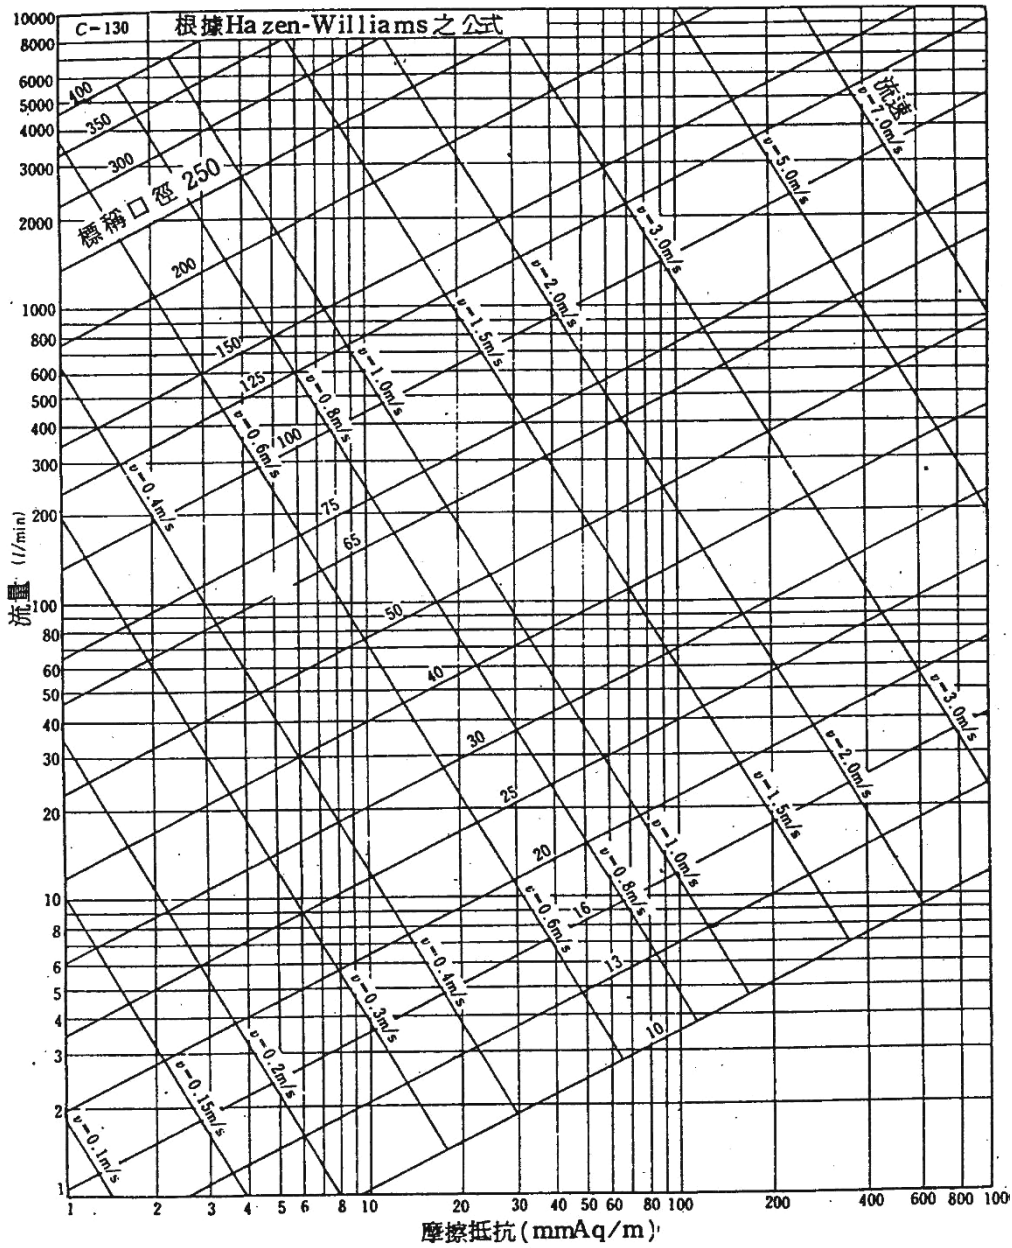 C-130
根據Hazen-Williams之公式
流速
v=7.0m/s
v=5.0m/s
v=3.0m/s
v=2.0m/s
v=1.5m/s
v=1.0m/s
v=0.8m/s
v=0.6m/s
v=0.4m/s
400
350
300
標稱口徑 250
200
150
125
100
75
65
50
40
30
25
20
16
13
10
v=3.0m/s
v=2.0m/s
v=1.5m/s
v=1.0m/s
v=0.8m/s
v=0.6m/s
v=0.4m/s
v=0.3m/s
v=0.2m/s
v=0.15m/s
v=0.1m/s
流量 (l/min)
10000
8000
6000
5000
4000
3000
2000
1000
800
600
500
400
300
200
100
80
60
50
40
30
20
10
8
6
5
4
3
2
1
1 2 3 4 5 6 8 10 20 30 40 50 60 80 100 200 400 600 800 1000
摩擦抵抗(mmAq/m)